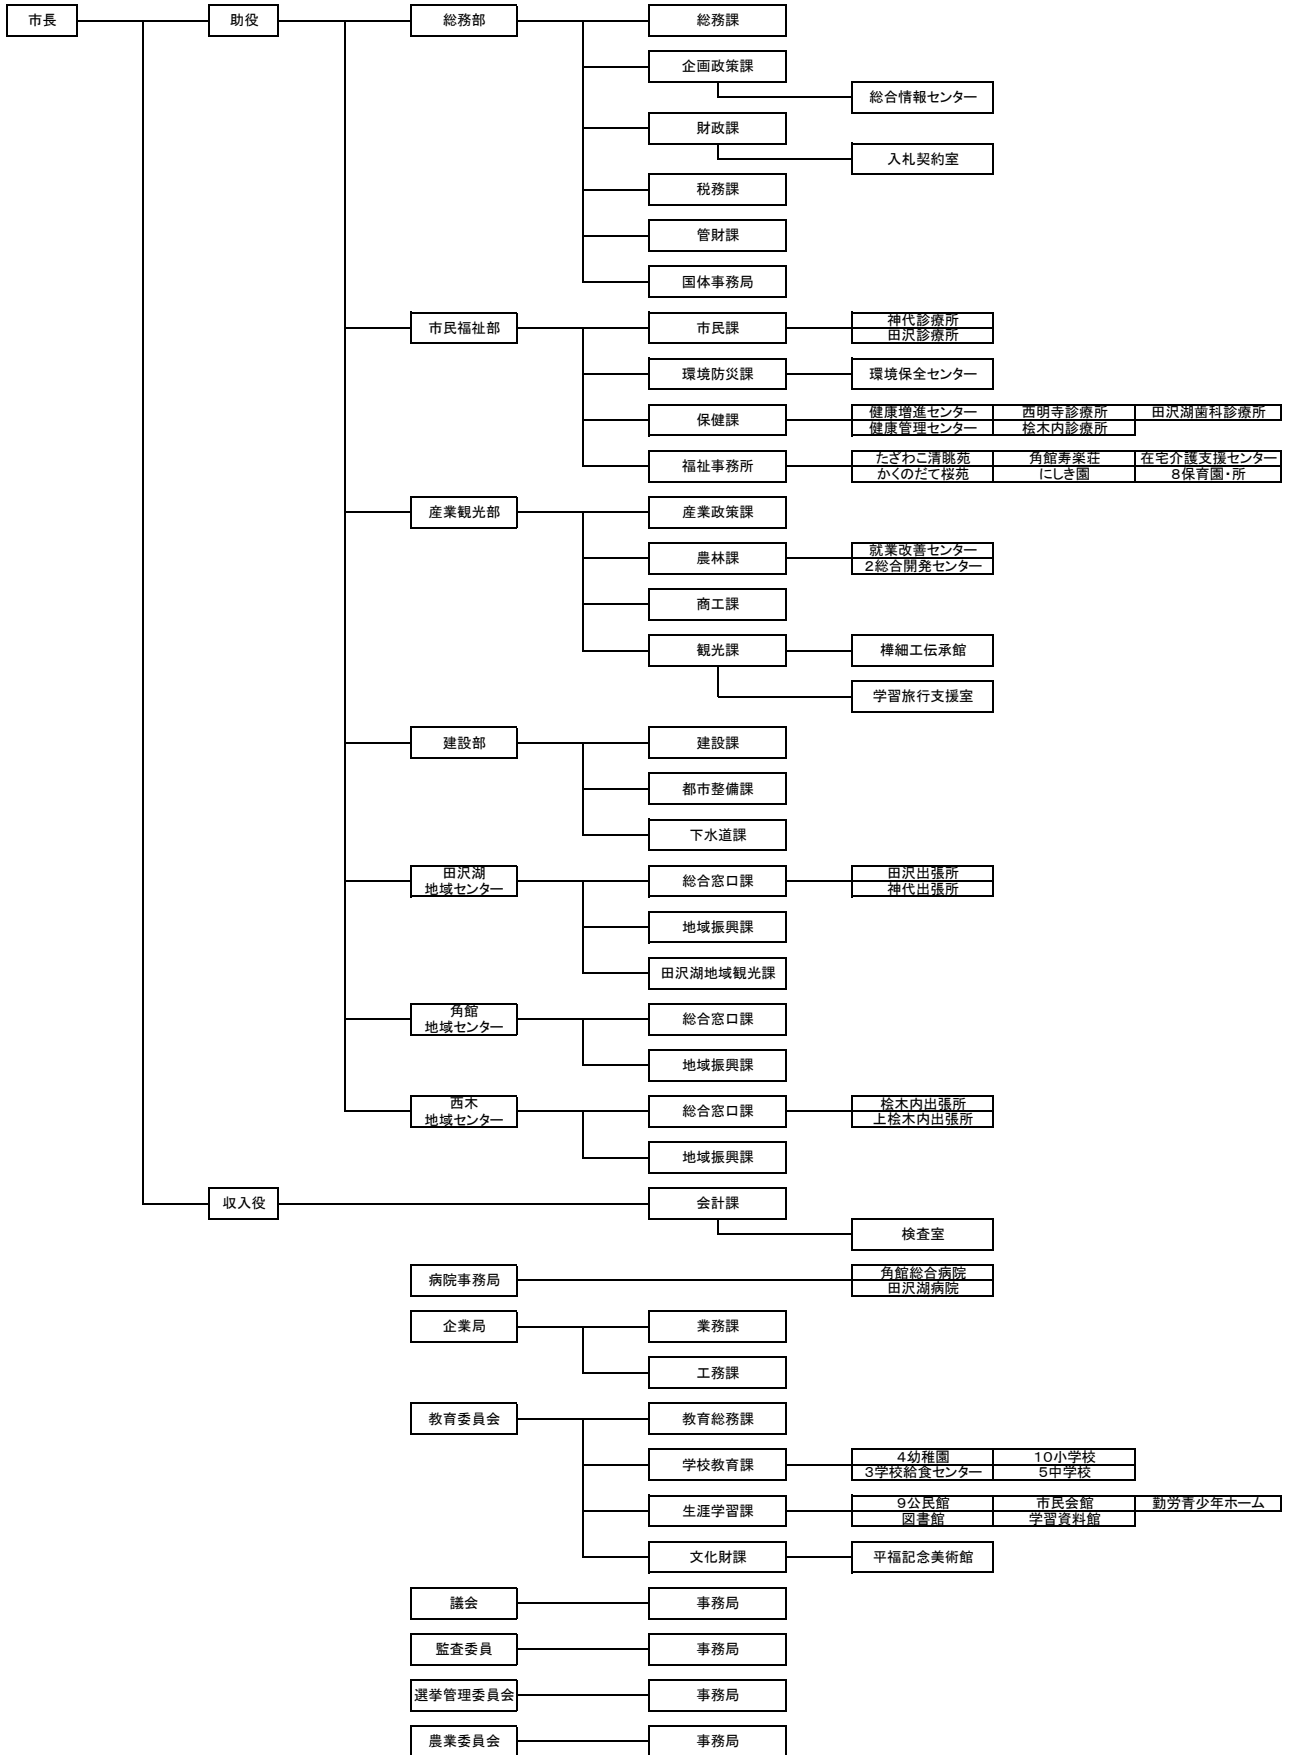 市長
助役
総務部
総務課
企画政策課
総合情報センター
財政課
入札契約室
税務課
管財課
国体事務局
市民福祉部
市民課
神代診療所
田沢診療所
環境防災課
環境保全センター
保健課
健康増進センター
西明寺診療所
田沢湖歯科診療所
健康管理センター
桧木内診療所
福祉事務所
たざわこ清眺苑
角館寿楽荘
在宅介護支援センター
かくのだて桜苑
にしき園
8保育園・所
産業観光部
産業政策課
農林課
就業改善センター
2総合開発センター
商工課
観光課
樺細工伝承館
学習旅行支援室
建設部
建設課
都市整備課
下水道課
田沢湖
地域センター
総合窓口課
田沢出張所
神代出張所
地域振興課
田沢湖地域観光課
角館
地域センター
総合窓口課
地域振興課
西木
地域センター
総合窓口課
桧木内出張所
上桧木内出張所
地域振興課
収入役
会計課
検査室
病院事務局
角館総合病院
田沢湖病院
企業局
業務課
工務課
教育委員会
教育総務課
学校教育課
4幼稚園
10小学校
3学校給食センター
5中学校
生涯学習課
9公民館
市民会館
勤労青少年ホーム
図書館
学習資料館
文化財課
平福記念美術館
議会
事務局
監査委員
事務局
選挙管理委員会
事務局
農業委員会
事務局